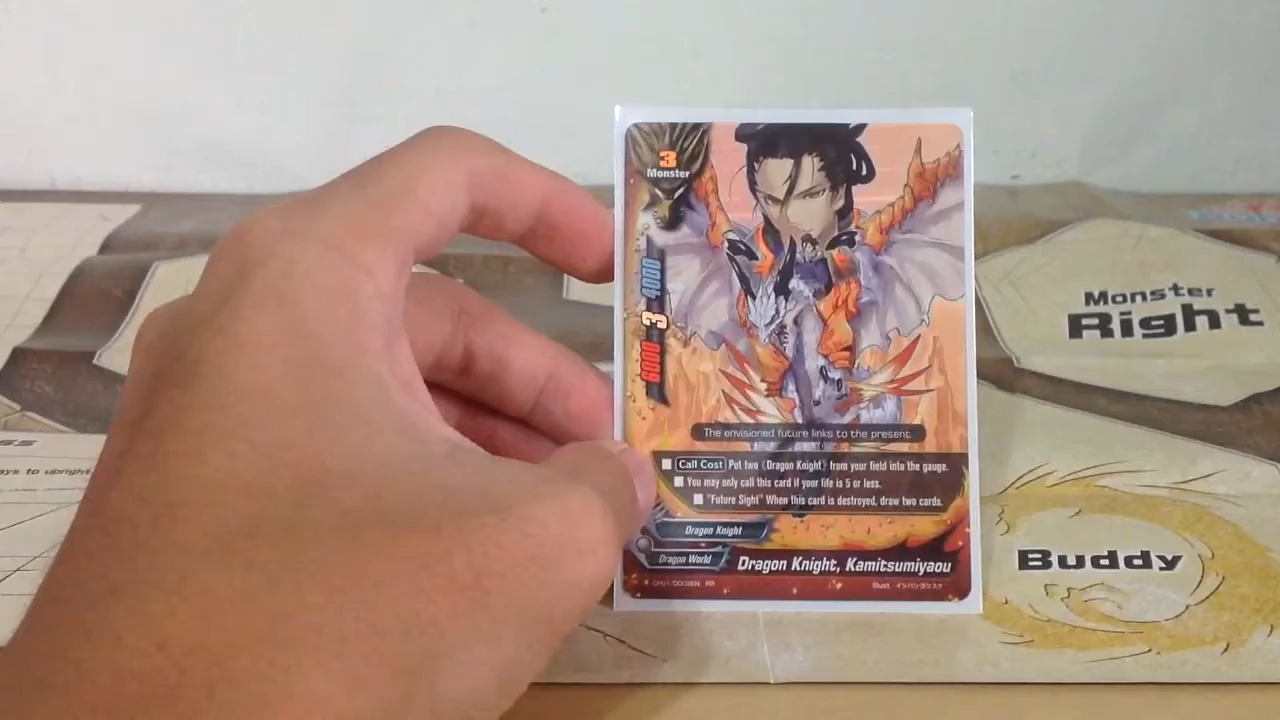 3
Monster
4000
3
6000
The envisioned future links to the present.
Call Cost Put two 《Dragon Knight》 from your field into the gauge.
You may only call this card if your life is 5 or less.
"Future Sight" When this card is destroyed, draw two cards.
Dragon Knight
Dragon World
Dragon Knight, Kamitsumiyaou
RR
Illust
Monster
Right
Buddy
ys to upright